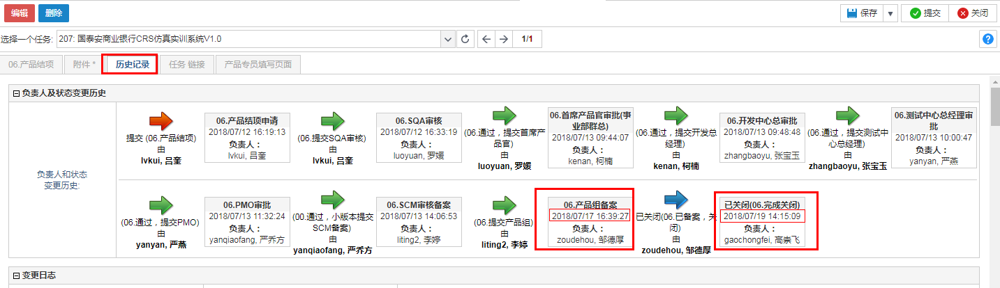 编辑
删除
保存
提交
关闭
选择一个任务:
207: 国泰安商业银行CRS仿真实训系统V1.0
1/1
06.产品结项
附件 *
历史记录
任务 链接
产品专员填写页面
负责人及状态变更历史
负责人和状态
变更历史:
提交 (06.产品结项)
由
lvkui, 吕奎
06.产品结项申请
2018/07/12 16:19:13
负责人：
lvkui, 吕奎
(06.提交SQA审核)
由
lvkui, 吕奎
06.SQA审核
2018/07/12 16:33:19
负责人：
luoyuan, 罗媛
(06.通过，提交首席产
品官)
由
luoyuan, 罗媛
06.首席产品官审批(事
业部群总)
2018/07/13 09:44:07
负责人：
kenan, 柯楠
(06.通过，提交开发总
经理)
由
kenan, 柯楠
06.开发中心总审批
2018/07/13 09:48:48
负责人：
zhangbaoyu, 张宝玉
(06.通过，提交测试中
心总经理)
由
zhangbaoyu, 张宝玉
06.测试中心总经理审
批
2018/07/13 10:00:47
负责人：
yanyan, 严燕
(06.通过，提交PMO)
由
yanyan, 严燕
06.PMO审批
2018/07/13 11:32:24
负责人：
yanqiaofang, 严乔方
(00.通过，小版本提交
SCM备案)
由
yanqiaofang, 严乔方
06.SCM审核备案
2018/07/13 14:06:53
负责人：
liting2, 李婷
(06.提交产品组)
由
liting2, 李婷
06.产品组备案
2018/07/17 16:39:27
负责人：
zoudehou, 邹德厚
已关闭(06.已备案，关
闭)
由
zoudehou, 邹德厚
已关闭(06.完成关闭)
2018/07/19 14:15:09
负责人：
gaochongfei, 高崇飞
变更日志